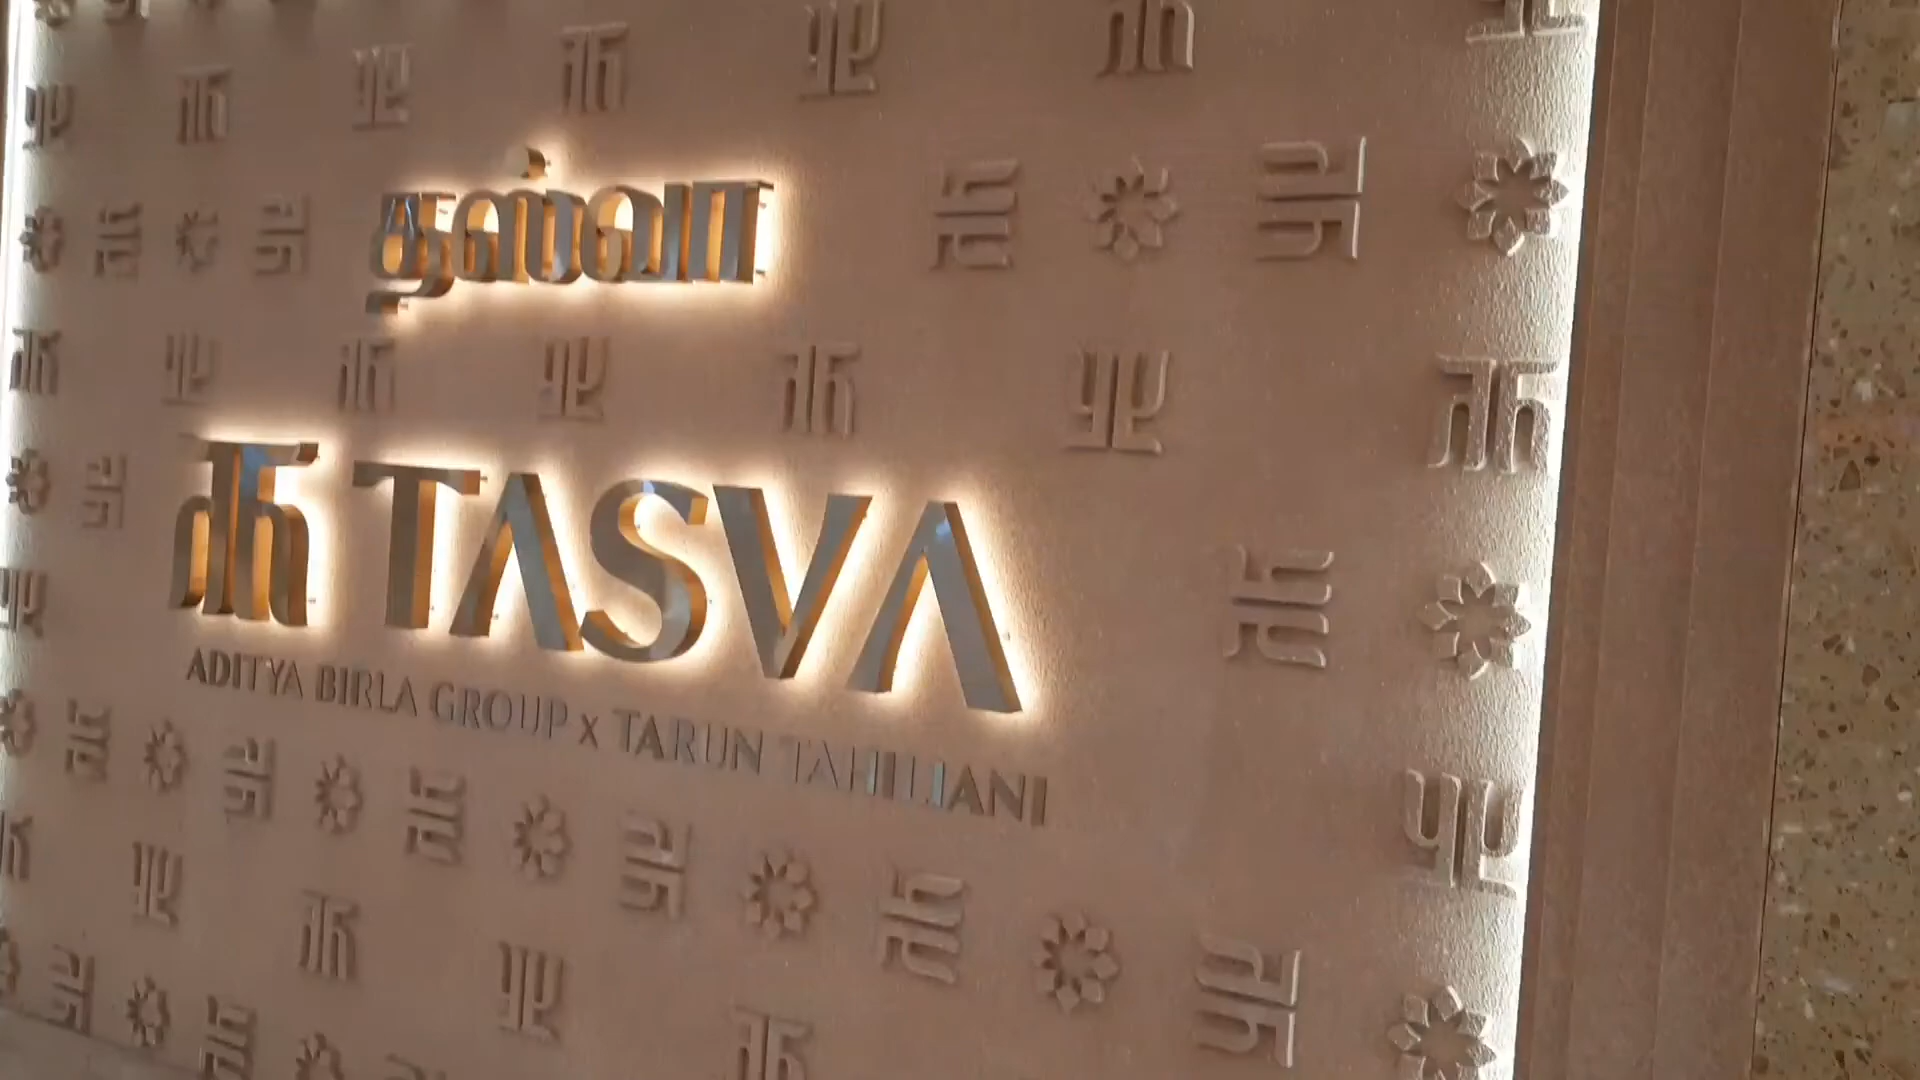 தஸ்வா
TASVA
ADITYA BIRLA GROUP x TARUN TAHILIANI